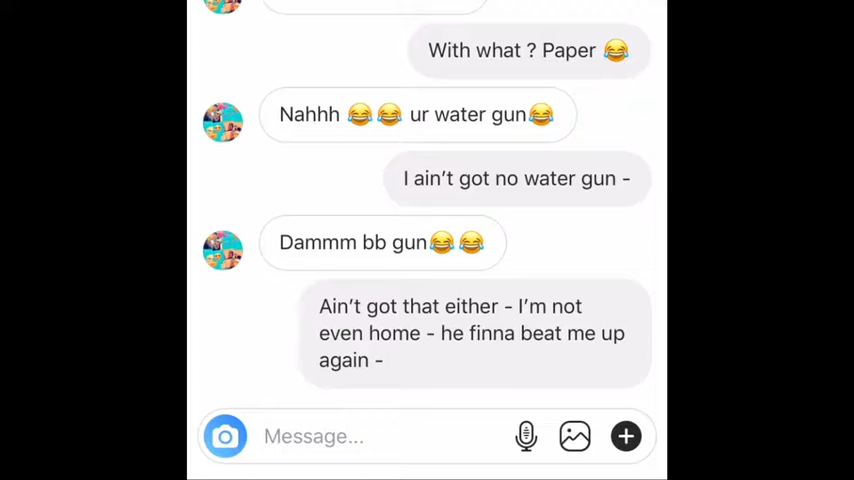 With what ? Paper 😂
Nahhh 😂😂 ur water gun😂
I ain’t got no water gun -
Dammm bb gun😂😂
Ain’t got that either - I’m not
even home - he finna beat me up
again -
Message...